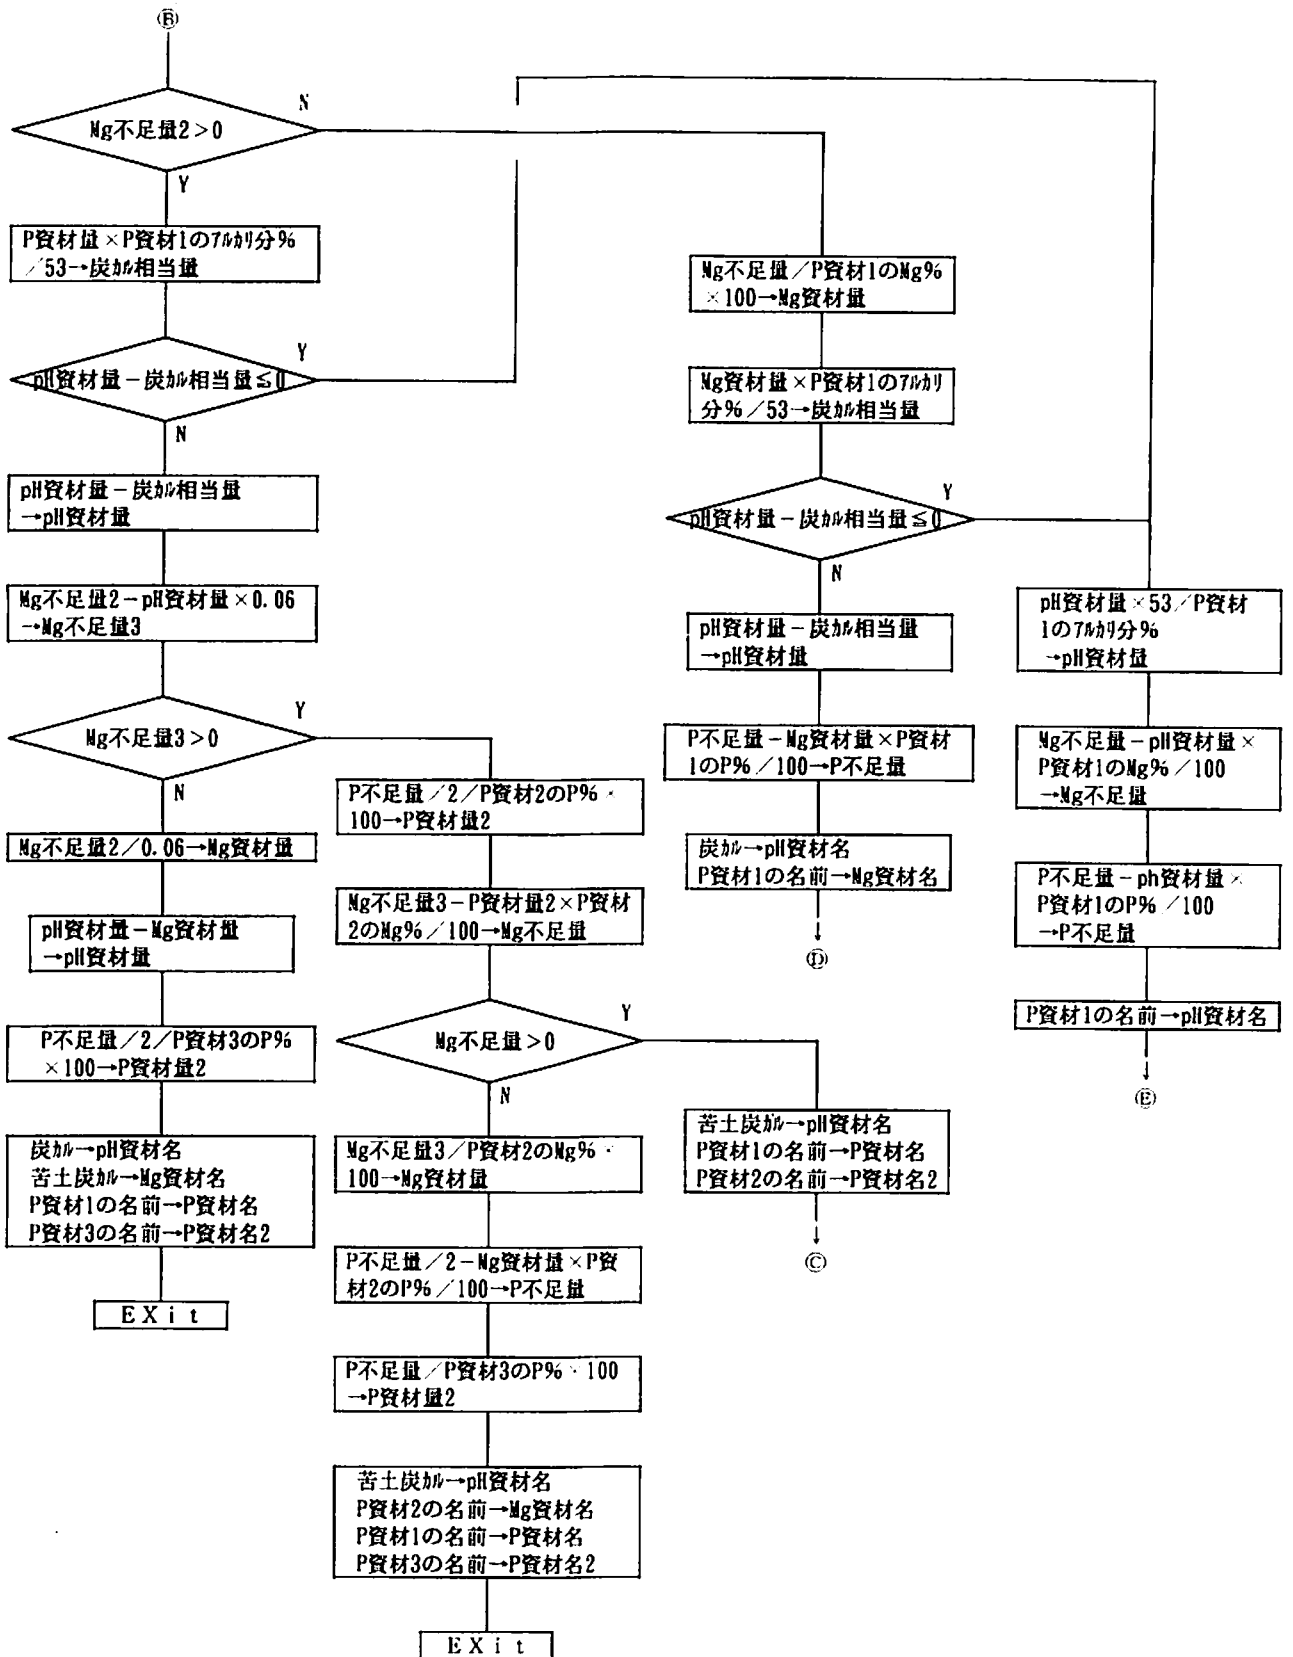 Ⓑ
Mg不足量2>0
N
Y
P資材量×P資材1のｱﾙｶﾘ分%
/53→炭ｶﾙ相当量
pH資材量-炭ｶﾙ相当量≦0
Y
N
pH資材量-炭ｶﾙ相当量
→pH資材量
Mg不足量2-pH資材量×0.06
→Mg不足量3
Mg不足量3>0
Y
N
Mg不足量2/0.06→Mg資材量
pH資材量-Mg資材量
→pH資材量
P不足量/2/P資材3のP%
×100→P資材量2
炭ｶﾙ→pH資材名
苦土炭ｶﾙ→Mg資材名
P資材1の名前→P資材名
P資材3の名前→P資材名2
EXit
P不足量/2/P資材2のP%×
100→P資材量2
Mg不足量3-P資材量2×P資材
2のMg%/100→Mg不足量
Mg不足量>0
Y
N
Mg不足量3/P資材2のMg%×
100→Mg資材量
P不足量/2-Mg資材量×P資
材2のP%/100→P不足量
P不足量/P資材3のP%×100
→P資材量2
苦土炭ｶﾙ→pH資材名
P資材2の名前→Mg資材名
P資材1の名前→P資材名
P資材3の名前→P資材名2
EXit
苦土炭ｶﾙ→pH資材名
P資材1の名前→P資材名
P資材2の名前→P資材名2
Ⓒ
Mg不足量/P資材1のMg%
×100→Mg資材量
Mg資材量×P資材1のｱﾙｶﾘ
分%/53→炭ｶﾙ相当量
pH資材量-炭ｶﾙ相当量≦0
Y
N
pH資材量-炭ｶﾙ相当量
→pH資材量
P不足量-Mg資材量×P資材
1のP%/100→P不足量
炭ｶﾙ→pH資材名
P資材1の名前→Mg資材名
Ⓓ
pH資材量×53/P資材
1のｱﾙｶﾘ分%
→pH資材量
Mg不足量-pH資材量×
P資材1のMg%/100
→Mg不足量
P不足量-ph資材量×
P資材1のP%/100
→P不足量
P資材1の名前→pH資材名
Ⓔ